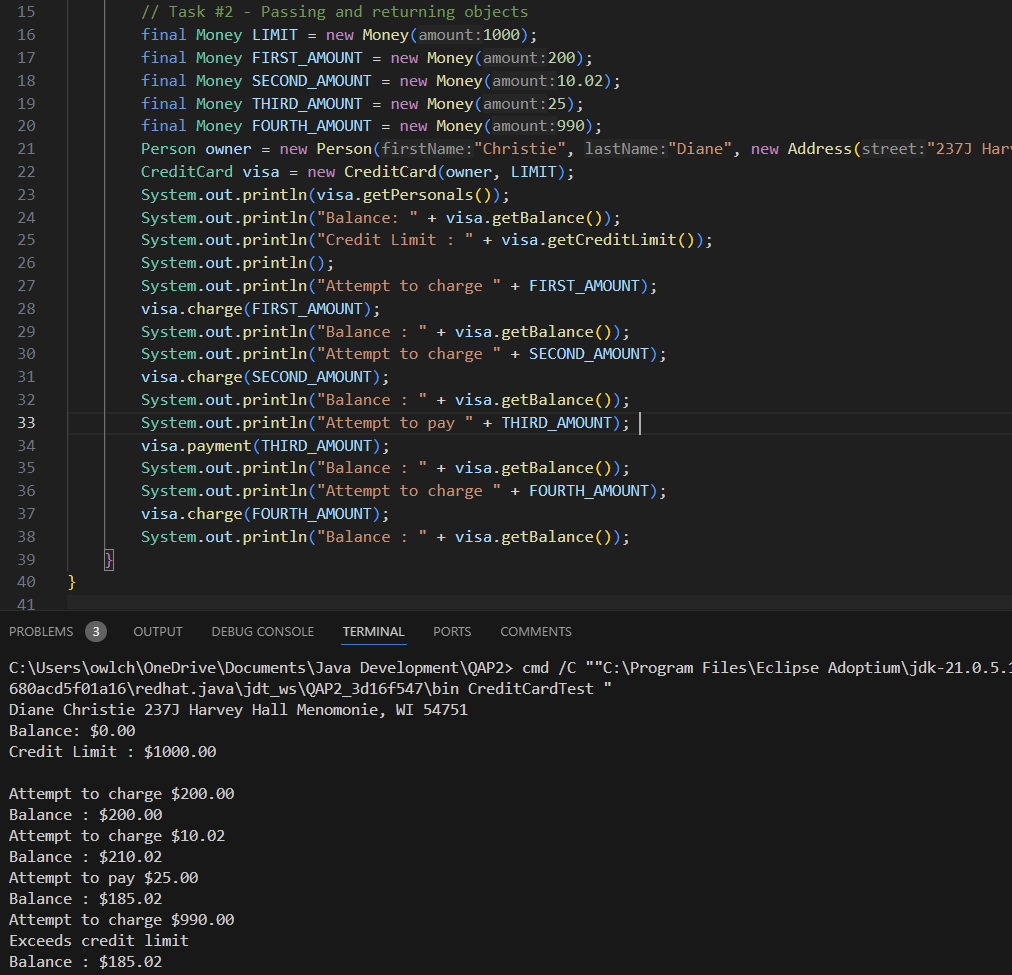 15 // Task #2 - Passing and returning objects
16 final Money LIMIT = new Money(amount:1000);
17 final Money FIRST_AMOUNT = new Money(amount:200);
18 final Money SECOND_AMOUNT = new Money(amount:10.02);
19 final Money THIRD_AMOUNT = new Money(amount:25);
20 final Money FOURTH_AMOUNT = new Money(amount:990);
21 Person owner = new Person(firstName:"Christie", lastName:"Diane", new Address(street:"237J Har
22 CreditCard visa = new CreditCard(owner, LIMIT);
23 System.out.println(visa.getPersonals());
24 System.out.println("Balance: " + visa.getBalance());
25 System.out.println("Credit Limit : " + visa.getCreditLimit());
26 System.out.println();
27 System.out.println("Attempt to charge " + FIRST_AMOUNT);
28 visa.charge(FIRST_AMOUNT);
29 System.out.println("Balance : " + visa.getBalance());
30 System.out.println("Attempt to charge " + SECOND_AMOUNT);
31 visa.charge(SECOND_AMOUNT);
32 System.out.println("Balance : " + visa.getBalance());
33 System.out.println("Attempt to pay " + THIRD_AMOUNT);
34 visa.payment(THIRD_AMOUNT);
35 System.out.println("Balance : " + visa.getBalance());
36 System.out.println("Attempt to charge " + FOURTH_AMOUNT);
37 visa.charge(FOURTH_AMOUNT);
38 System.out.println("Balance : " + visa.getBalance());
39 }
40 }
41
PROBLEMS 3 OUTPUT DEBUG CONSOLE TERMINAL PORTS COMMENTS
C:\Users\owlch\OneDrive\Documents\Java Development\QAP2> cmd /C ""C:\Program Files\Eclipse Adoptium\jdk-21.0.5.1
680acd5f01a16\redhat.java\jdt_ws\QAP2_3d16f547\bin CreditCardTest "
Diane Christie 237J Harvey Hall Menomonie, WI 54751
Balance: $0.00
Credit Limit : $1000.00
Attempt to charge $200.00
Balance : $200.00
Attempt to charge $10.02
Balance : $210.02
Attempt to pay $25.00
Balance : $185.02
Attempt to charge $990.00
Exceeds credit limit
Balance : $185.02